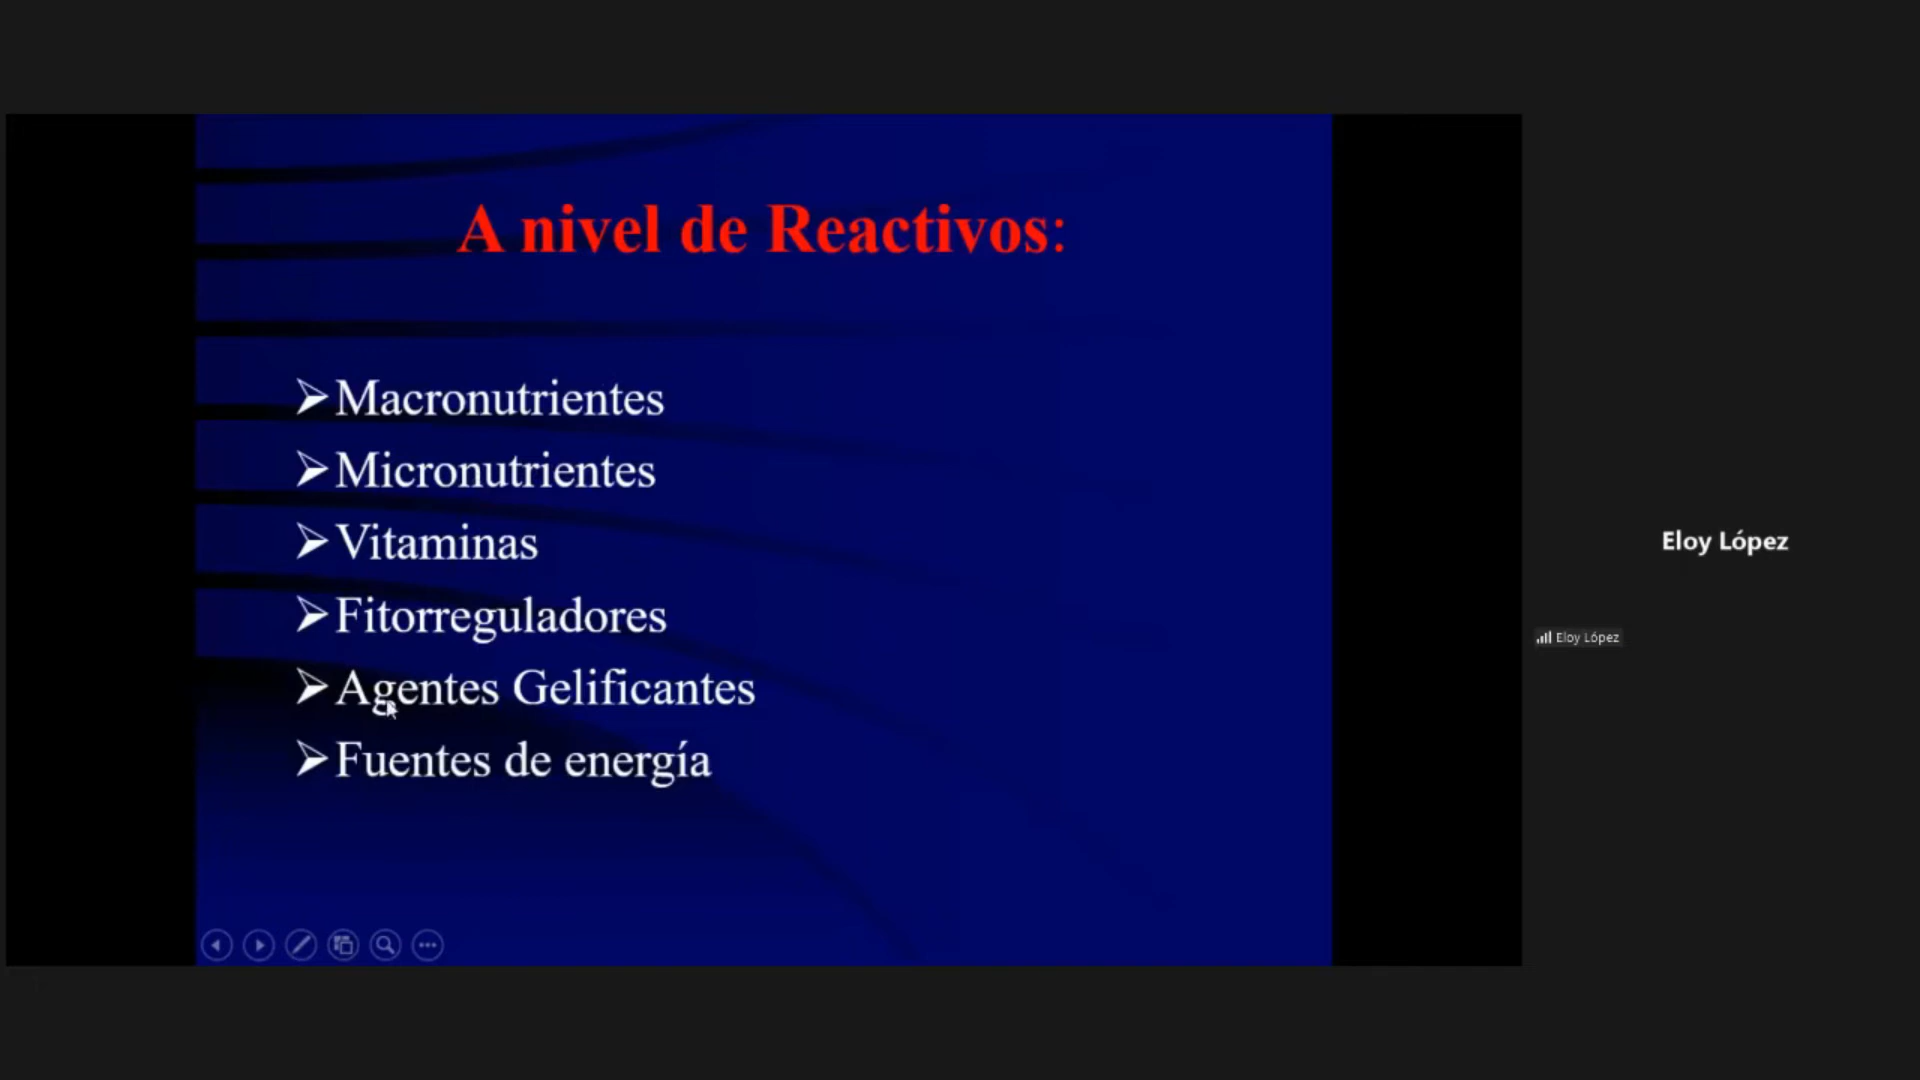 A nivel de Reactivos:
Macronutrientes
Micronutrientes
Vitaminas
Fitorreguladores
Agentes Gelificantes
Fuentes de energía
Eloy López
Eloy López